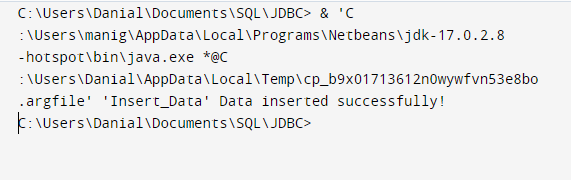 C:\Users\Danial\Documents\SQL\JDBC> & 'C
:\Users\manig\AppData\Local\Programs\Netbeans\jdk-17.0.2.8
-hotspot\bin\java.exe *@C
:\Users\Danial\AppData\Local\Temp\cp_b9x01713612n0wywfvn53e8bo
.argfile' 'Insert_Data' Data inserted successfully!
C:\Users\Danial\Documents\SQL\JDBC>